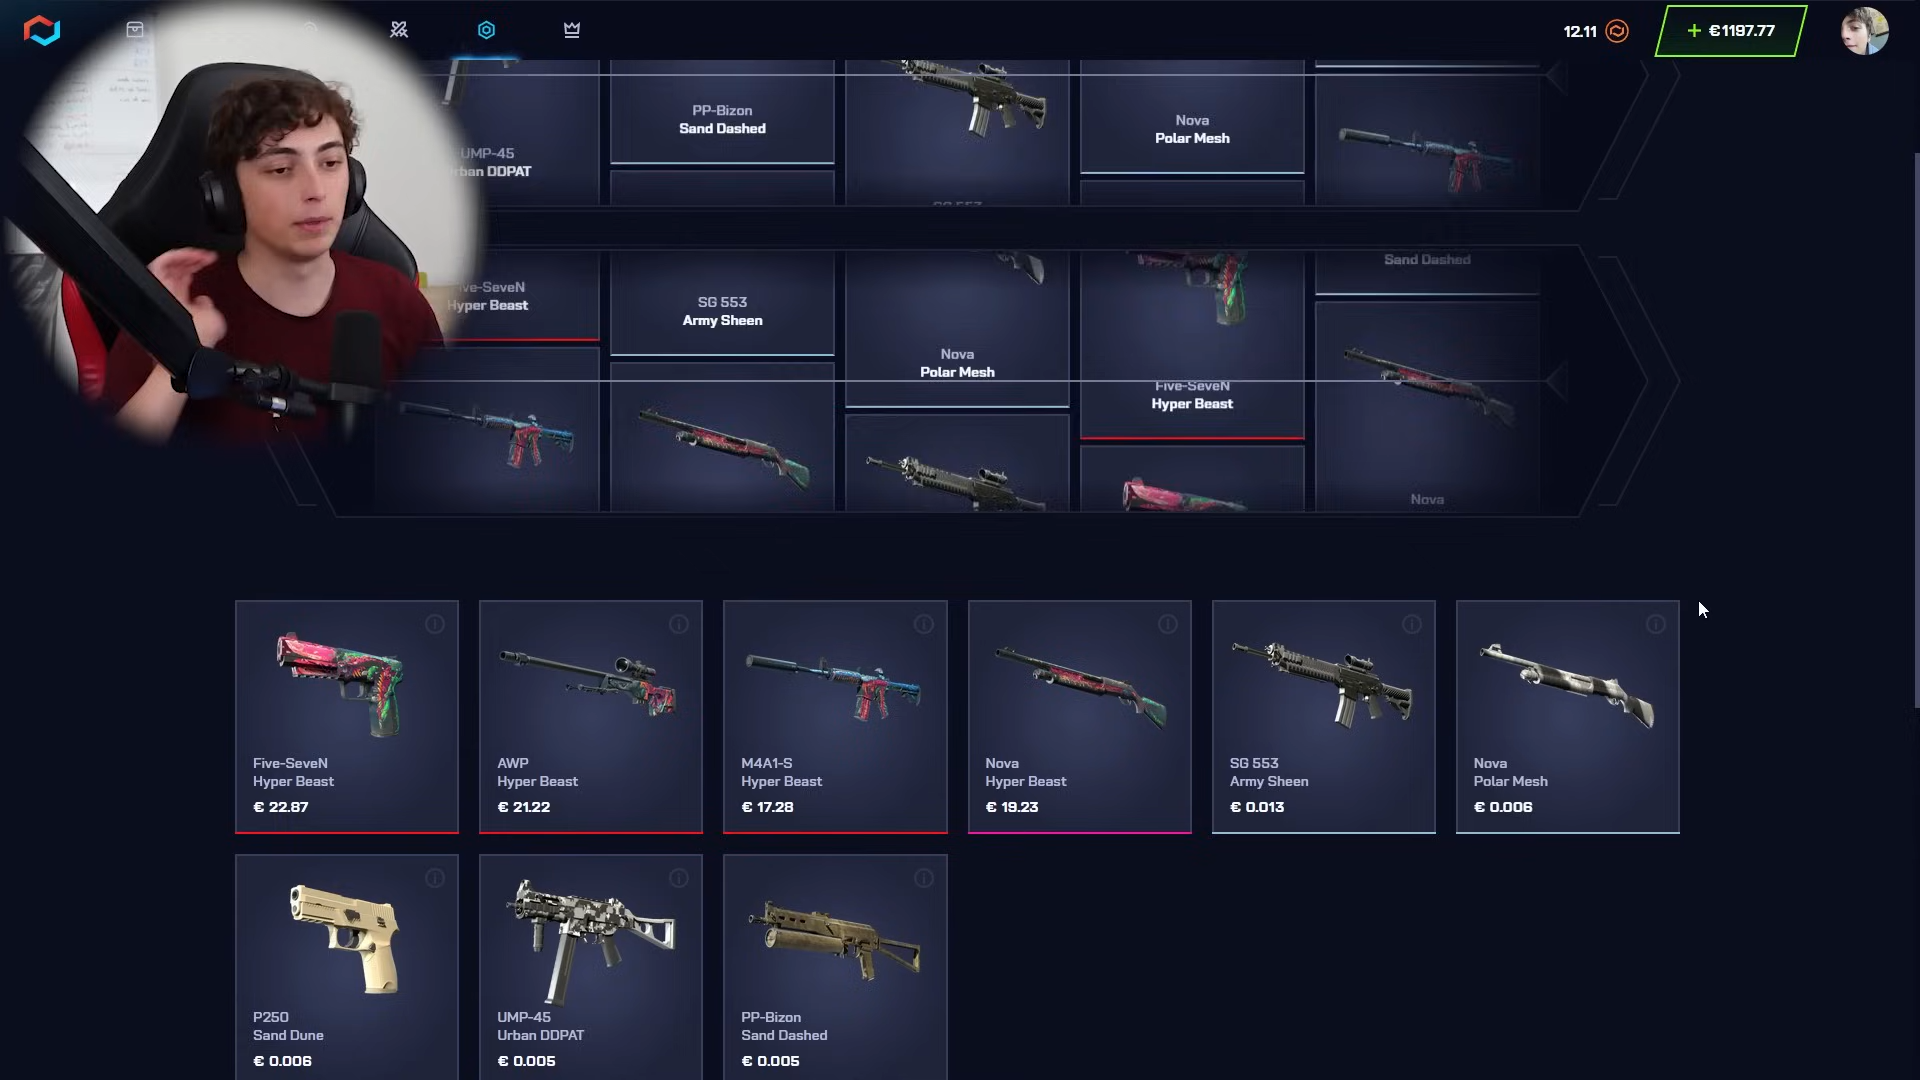 12.11
+ €1197.77
UMP-45
Urban DDPAT
PP-Bizon
Sand Dashed
SG 553
Nova
Polar Mesh
Five-SeveN
Hyper Beast
SG 553
Army Sheen
Nova
Polar Mesh
Five-SeveN
Hyper Beast
Sand Dashed
Nova
Five-SeveN
Hyper Beast
€ 22.87
AWP
Hyper Beast
€ 21.22
M4A1-S
Hyper Beast
€ 17.28
Nova
Hyper Beast
€ 19.23
SG 553
Army Sheen
€ 0.013
Nova
Polar Mesh
€ 0.006
P250
Sand Dune
€ 0.006
UMP-45
Urban DDPAT
€ 0.005
PP-Bizon
Sand Dashed
€ 0.005